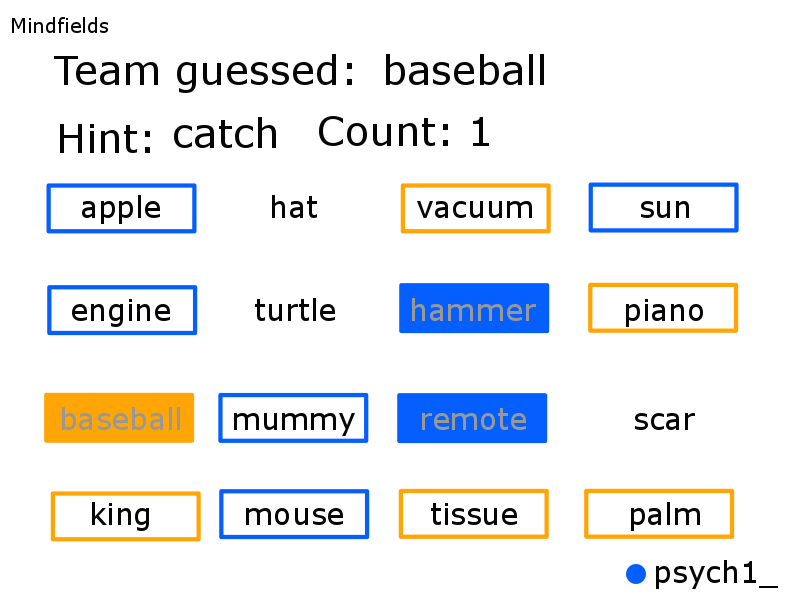 Mindfields
Team guessed: baseball
Hint: catch Count: 1
apple hat vacuum sun
engine turtle hammer piano
baseball mummy remote scar
king mouse tissue palm
psych1_